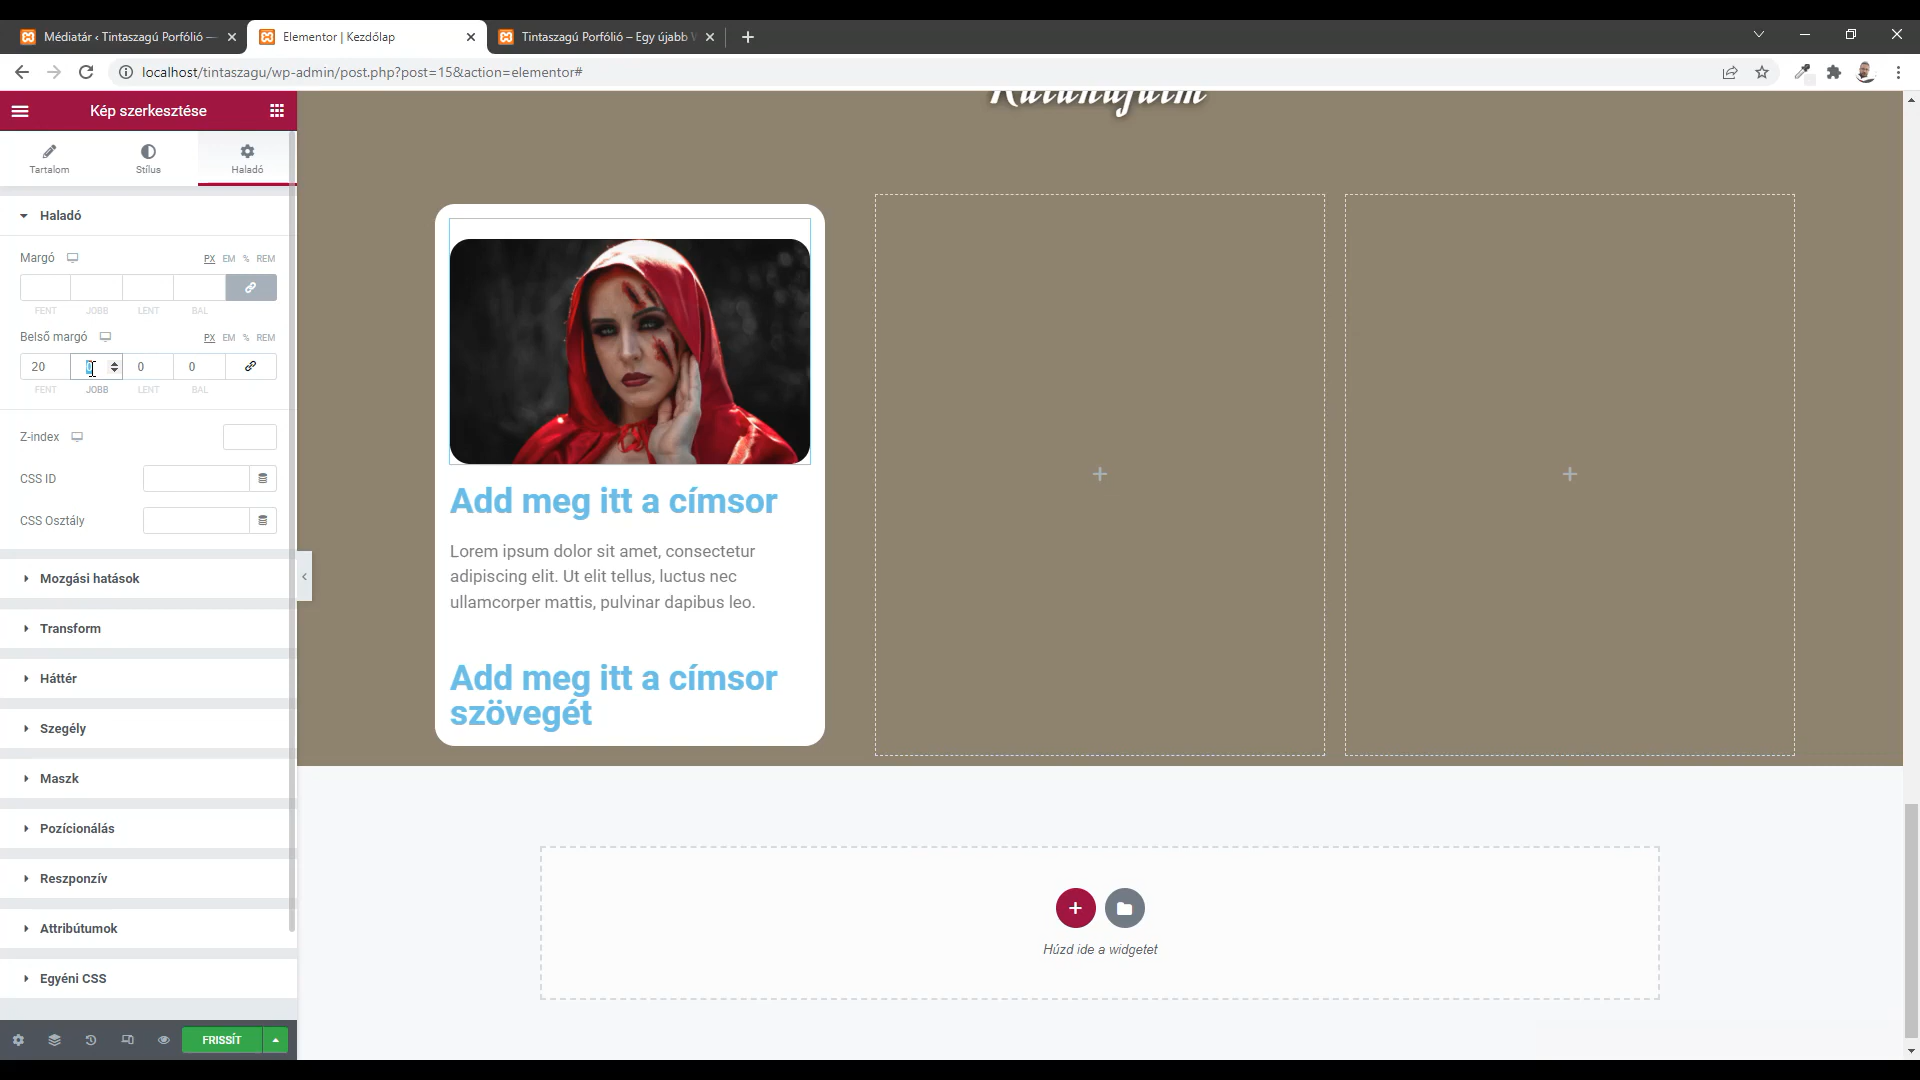 Médiatár ‹ Tintaszagú Porfólió —
Elementor | Kezdőlap
Tintaszagú Porfólió – Egy újabb
localhost/tintaszagu/wp-admin/post.php?post=15&action=elementor#
Kép szerkesztése
Tartalom
Stílus
Haladó
Haladó
Margó
PX EM % REM
FENT JOBB LENT BAL
Belső margó
PX EM % REM
20 0 0 0
FENT JOBB LENT BAL
Z-index
CSS ID
CSS Osztály
Mozgási hatások
Transform
Háttér
Szegély
Maszk
Pozícionálás
Reszponzív
Attribútumok
Egyéni CSS
FRISSÍT
Add meg itt a címsor
Lorem ipsum dolor sit amet, consectetur
adipiscing elit. Ut elit tellus, luctus nec
ullamcorper mattis, pulvinar dapibus leo.
Add meg itt a címsor
szövegét
Húzd ide a widgetet